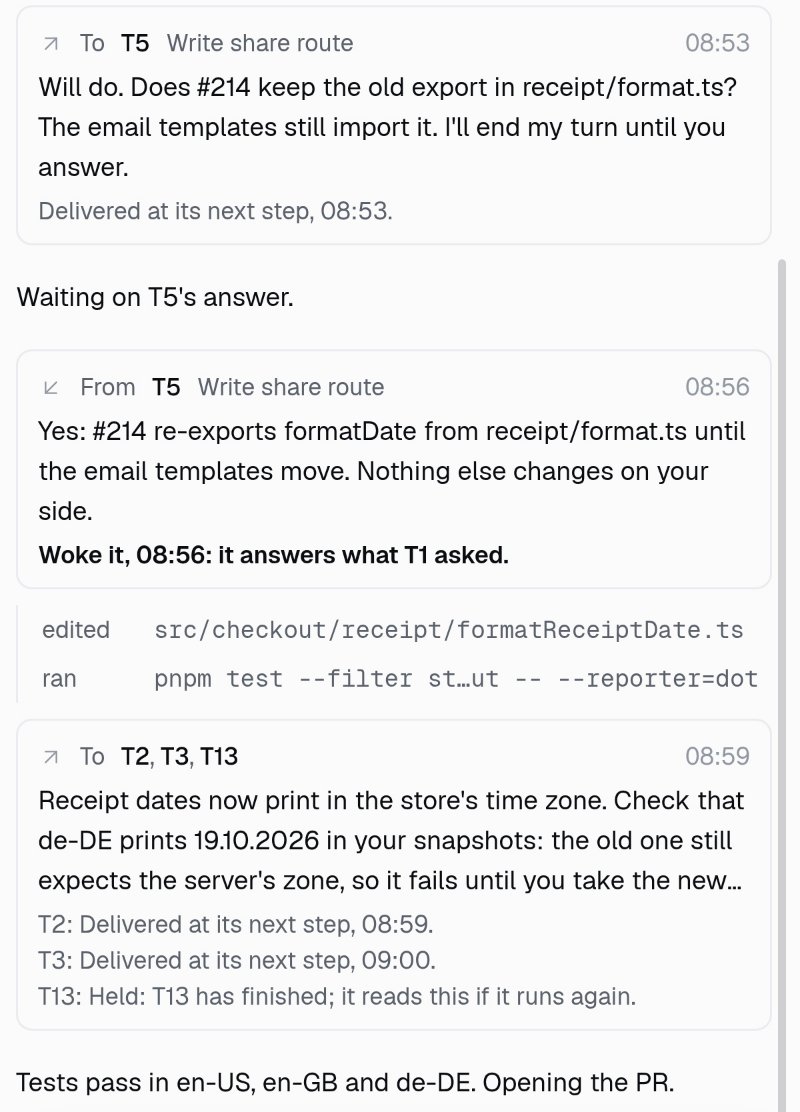 To T5 Write share route 08:53
Will do. Does #214 keep the old export in receipt/format.ts?
The email templates still import it. I'll end my turn until you
answer.
Delivered at its next step, 08:53.
Waiting on T5's answer.
From T5 Write share route 08:56
Yes: #214 re-exports formatDate from receipt/format.ts until
the email templates move. Nothing else changes on your
side.
Woke it, 08:56: it answers what T1 asked.
edited src/checkout/receipt/formatReceiptDate.ts
ran pnpm test --filter st…ut -- --reporter=dot
To T2, T3, T13 08:59
Receipt dates now print in the store's time zone. Check that
de-DE prints 19.10.2026 in your snapshots: the old one still
expects the server's zone, so it fails until you take the new…
T2: Delivered at its next step, 08:59.
T3: Delivered at its next step, 09:00.
T13: Held: T13 has finished; it reads this if it runs again.
Tests pass in en-US, en-GB and de-DE. Opening the PR.